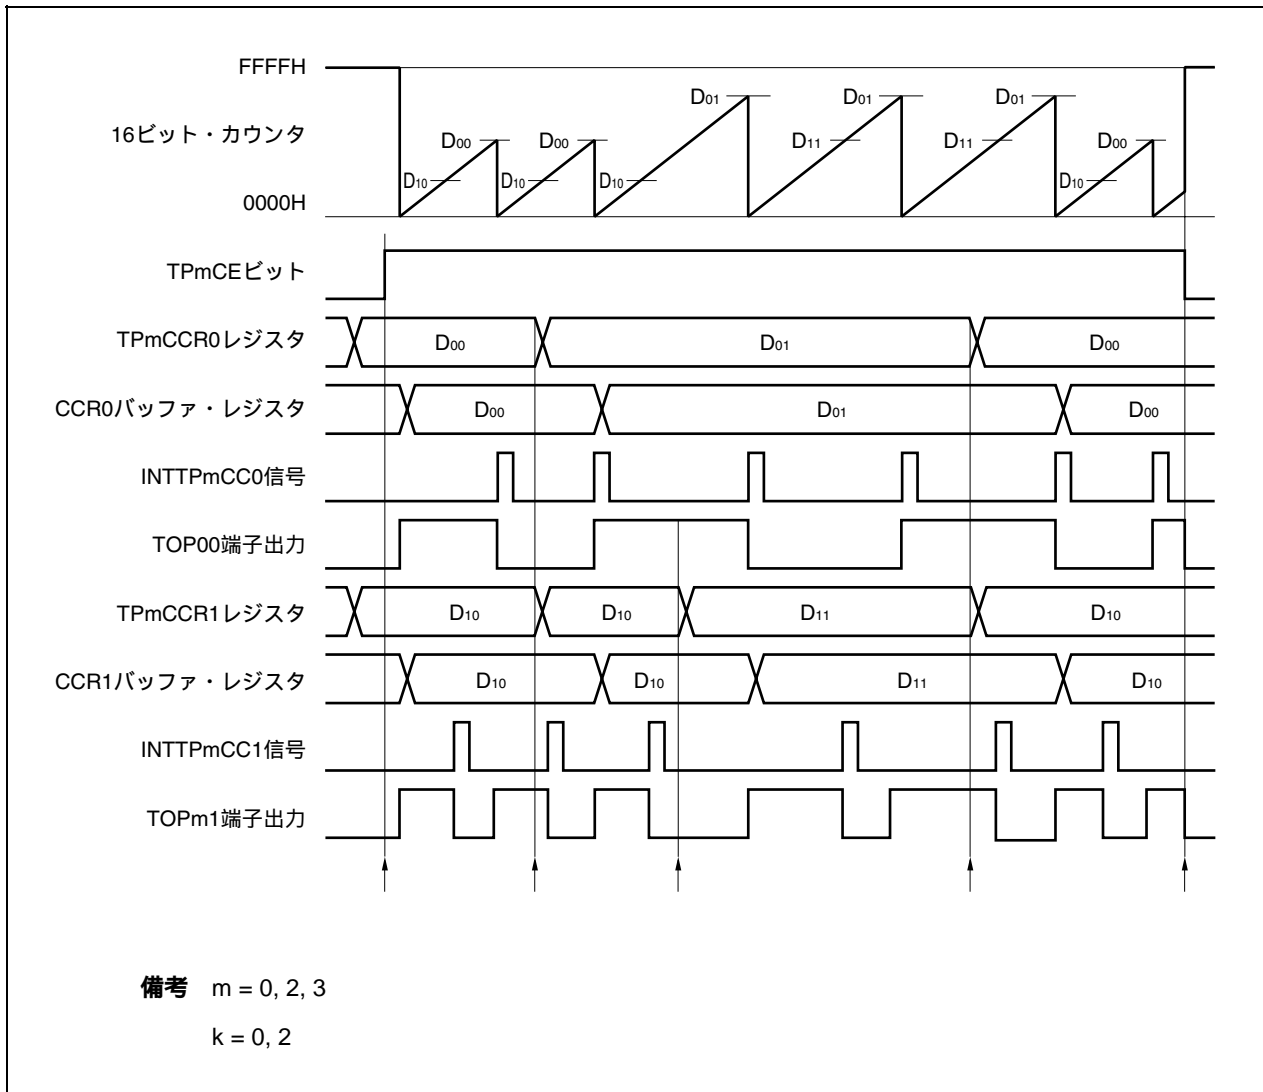 FFFFH
D01 D01 D01
16ビット・カウンタ
D00 D00 D11 D11 D00
D10 D10 D10 D10
0000H
TPmCEビット
TPmCCR0レジスタ D00 D01 D00
CCR0バッファ・レジスタ D00 D01 D00
INTTPmCC0信号
TOP00端子出力
TPmCCR1レジスタ D10 D10 D11 D10
CCR1バッファ・レジスタ D10 D10 D11 D10
INTTPmCC1信号
TOPm1端子出力
備考 m = 0, 2, 3
k = 0, 2